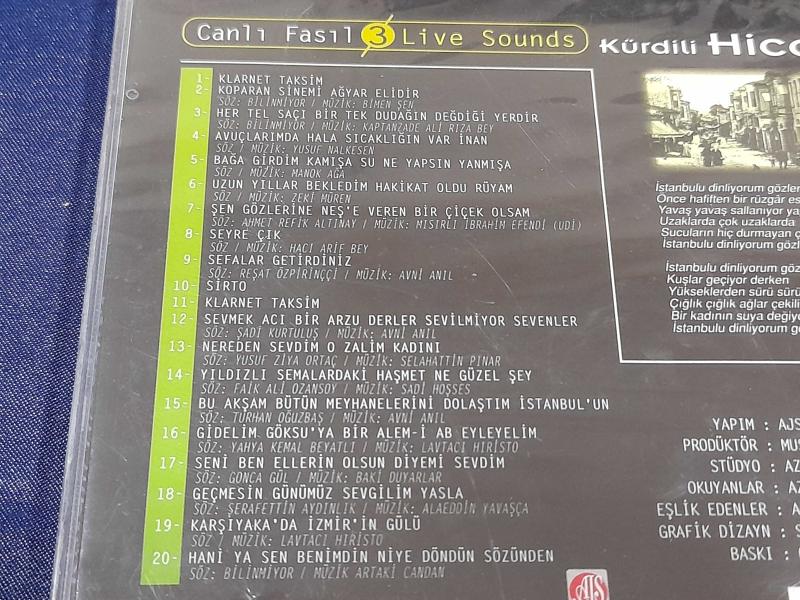 Canlı Fasıl 3 Live Sounds
Kürdili Hico
1- KLARNET TAKSİM
2- KOPARAN SİNEMİ AĞYAR ELİDİR
SÖZ: BİLİNMİYOR / MÜZİK: BİMEN ŞEN
3- HER TEL SAÇI BİR TEK DUDAĞIN DEĞDİĞİ YERDİR
SÖZ: BİLİNMİYOR / MÜZİK: KAPTANZADE ALİ RIZA BEY
4- AVUÇLARIMDA HALA SICAKLIĞIN VAR İNAN
SÖZ / MÜZİK: YUSUF NALKESEN
5- BAĞA GİRDİM KAMIŞA SU NE YAPSIN YANMIŞA
SÖZ / MÜZİK: MANOK AĞA
6- UZUN YILLAR BEKLEDİM HAKİKAT OLDU RÜYAM
SÖZ / MÜZİK: ZEKİ MÜREN
7- ŞEN GÖZLERİNE NEŞ'E VEREN BİR ÇİÇEK OLSAM
SÖZ: AHMET REFİK ALTINAY / MÜZİK: MISIRLI İBRAHİM EFENDİ (UDİ)
8- SEYRE ÇIK
SÖZ / MÜZİK: HACI ARİF BEY
9- SEFALAR GETİRDİNİZ
SÖZ: REŞAT ÖZPİRİNÇÇİ / MÜZİK: AVNİ ANIL
10- SİRTO
11- KLARNET TAKSİM
12- SEVMEK ACI BİR ARZU DERLER SEVİLMİYOR SEVENLER
SÖZ: ŞADİ KURTULUŞ / MÜZİK: AVNİ ANIL
13- NEREDEN SEVDİM O ZALİM KADINI
SÖZ: YUSUF ZİYA ORTAÇ / MÜZİK: SELAHATTİN PINAR
14- YILDIZLI SEMALARDAKİ HAŞMET NE GÜZEL ŞEY
SÖZ: FAİK ALİ OZANSOY / MÜZİK: SADİ HOŞSES
15- BU AKŞAM BÜTÜN MEYHANELERİNİ DOLAŞTIM İSTANBUL'UN
SÖZ: TURHAN OĞUZBAŞ / MÜZİK: AVNİ ANIL
16- GİDELİM GÖKSU'YA BİR ALEM-İ AB EYLEYELİM
SÖZ: YAHYA KEMAL BEYATLI / MÜZİK: LAVTACI HIRİSTO
17- SENİ BEN ELLERİN OLSUN DİYEMİ SEVDİM
SÖZ: GONCA GÜL / MÜZİK: BAKİ DUYARLAR
18- GEÇMESİN GÜNÜMÜZ SEVGİLİM YASLA
SÖZ: ŞERAFETTİN AYDINLIK / MÜZİK: ALAEDDİN YAVAŞÇA
19- KARŞIYAKA'DA İZMİR'İN GÜLÜ
SÖZ / MÜZİK: LAVTACI HIRİSTO
20- HANİ YA SEN BENİMDİN NİYE DÖNDÜN SÖZÜNDEN
SÖZ: BİLİNMİYOR / MÜZİK ARTAKİ CANDAN
İstanbulu dinliyorum gözler
Önce hafiften bir rüzgâr es
Yavaş yavaş sallanıyor ya
Uzaklarda çok uzaklarda
Sucuların hiç durmayan ç
İstanbulu dinliyorum gözl
İstanbulu dinliyorum göz
Kuşlar geçiyor derken
Yükseklerden sürü sürü
Çığlık çığlık ağlar çekili
Bir kadının suya değiyo
İstanbulu dinliyorum gö
YAPIM : AJS
PRODÜKTÖR : MUS
STÜDYO : AZ
OKUYANLAR : AZ
EŞLİK EDENLER : A
GRAFİK DİZAYN : S
BASKI :
AJS